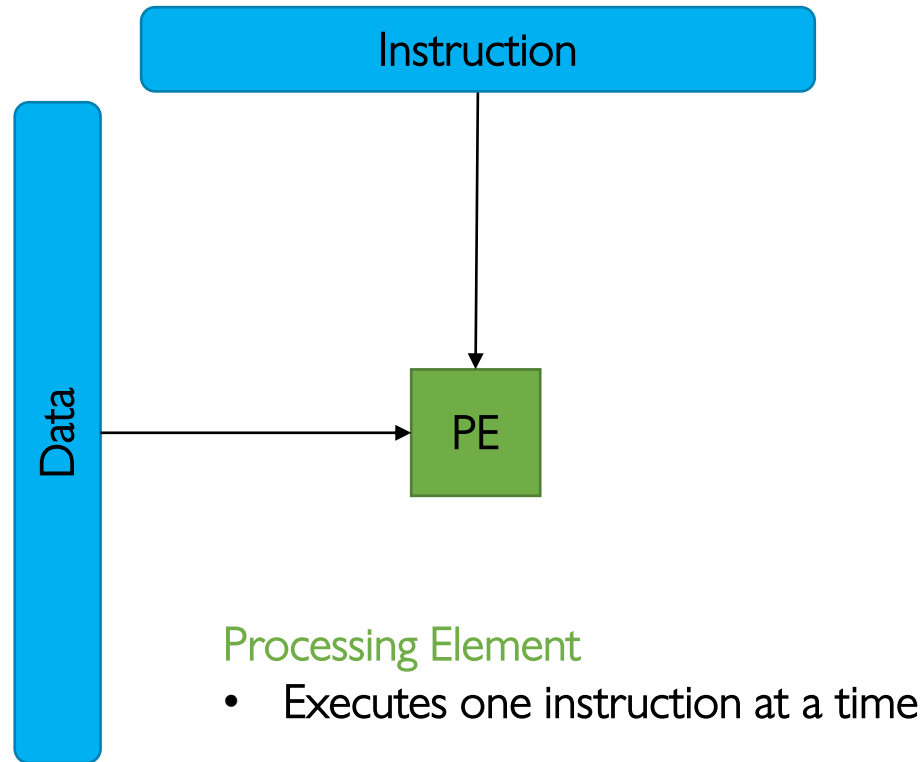 Instruction
Data
PE
Processing Element
• Executes one instruction at a time